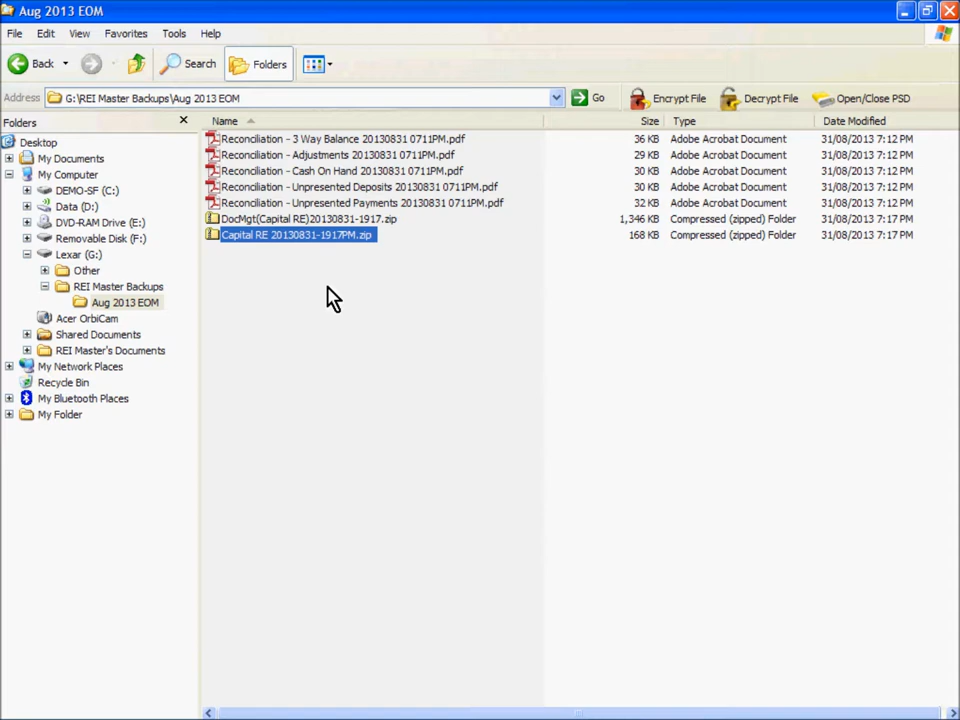 Aug 2013 EOM
File Edit View Favorites Tools Help
Back Search Folders
Address G:\REI Master Backups\Aug 2013 EOM Go Encrypt File Decrypt File Open/Close PSD
Folders
Name Size Type Date Modified
Desktop
My Documents
My Computer
DEMO-SF (C:)
Data (D:)
DVD-RAM Drive (E:)
Removable Disk (F:)
Lexar (G:)
Other
REI Master Backups
Aug 2013 EOM
Acer OrbiCam
Shared Documents
REI Master's Documents
My Network Places
Recycle Bin
My Bluetooth Places
My Folder
Reconciliation - 3 Way Balance 20130831 0711PM.pdf 36 KB Adobe Acrobat Document 31/08/2013 7:12 PM
Reconciliation - Adjustments 20130831 0711PM.pdf 29 KB Adobe Acrobat Document 31/08/2013 7:12 PM
Reconciliation - Cash On Hand 20130831 0711PM.pdf 30 KB Adobe Acrobat Document 31/08/2013 7:12 PM
Reconciliation - Unpresented Deposits 20130831 0711PM.pdf 30 KB Adobe Acrobat Document 31/08/2013 7:12 PM
Reconciliation - Unpresented Payments 20130831 0711PM.pdf 32 KB Adobe Acrobat Document 31/08/2013 7:12 PM
DocMgt(Capital RE)20130831-1917.zip 1,346 KB Compressed (zipped) Folder 31/08/2013 7:17 PM
Capital RE 20130831-1917PM.zip 168 KB Compressed (zipped) Folder 31/08/2013 7:17 PM